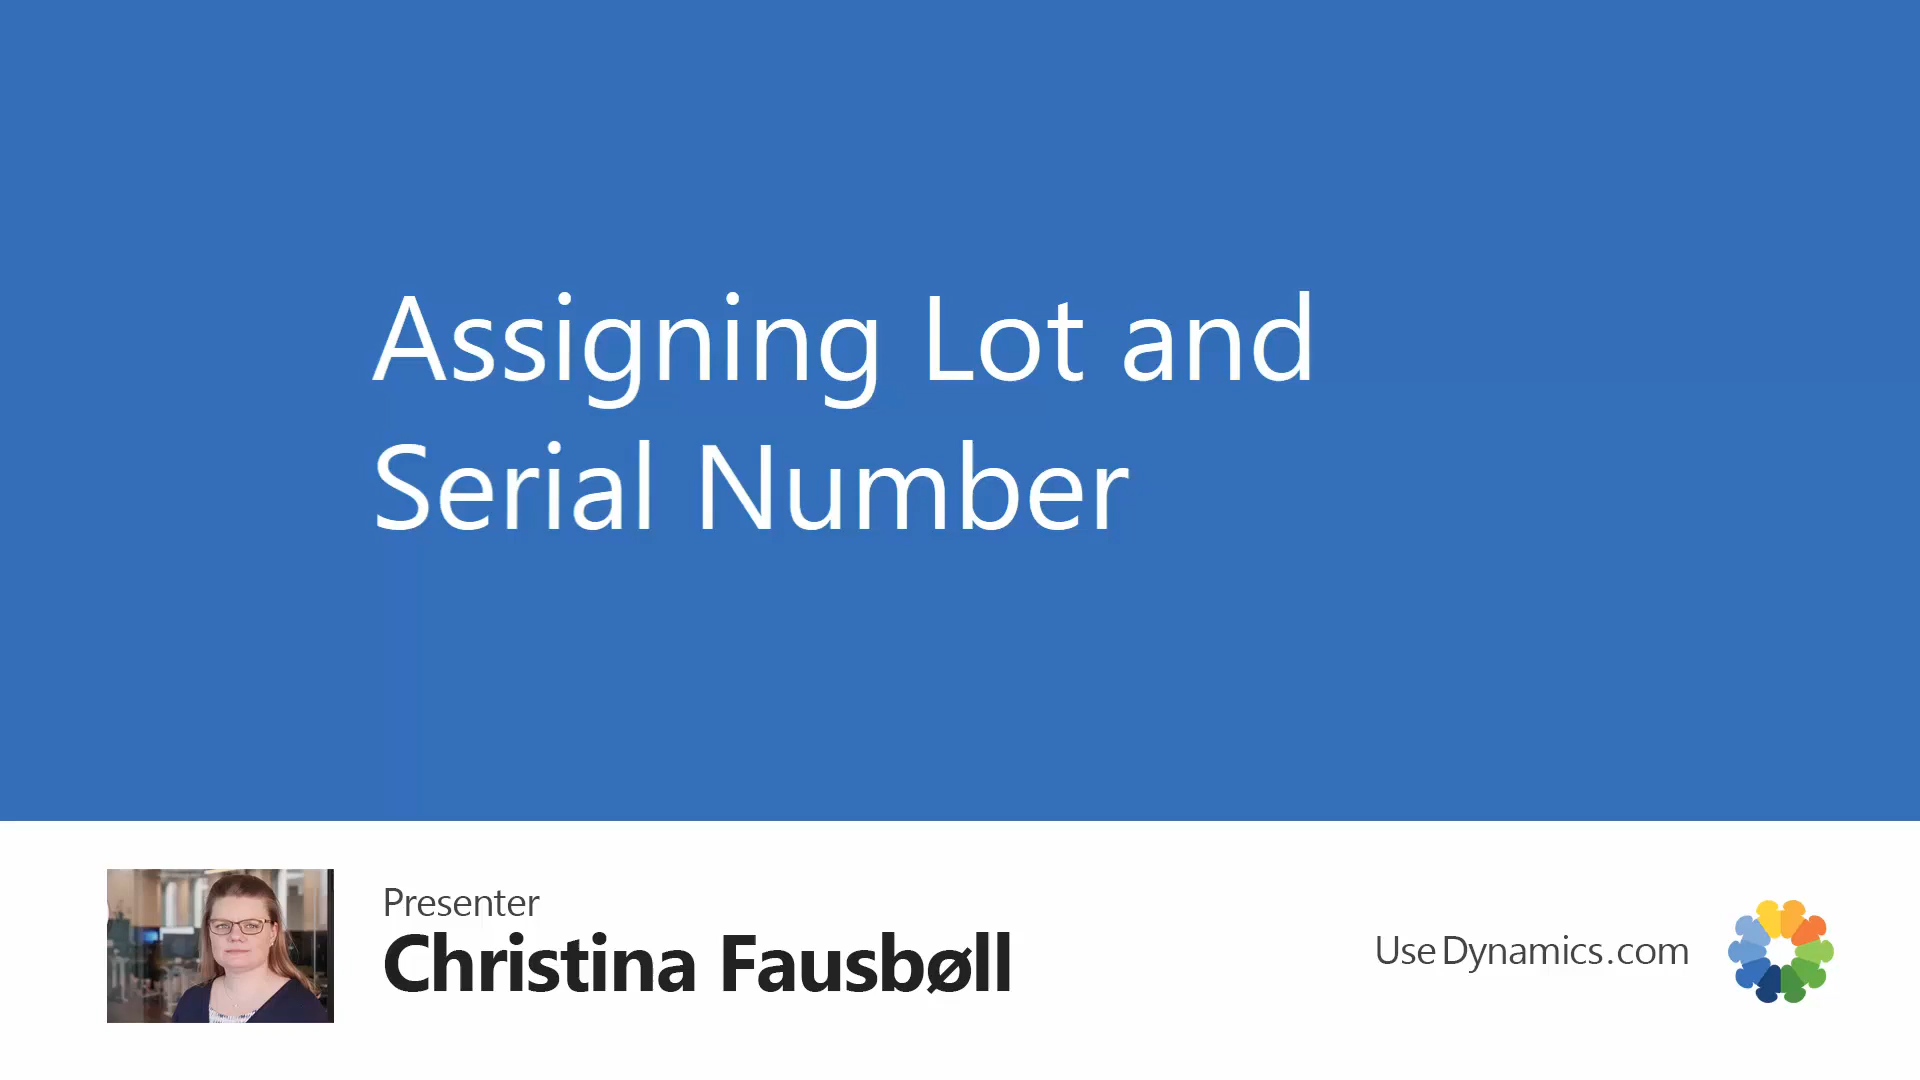 Assigning Lot and
Serial Number
Presenter
Christina Fausbøll
UseDynamics.com